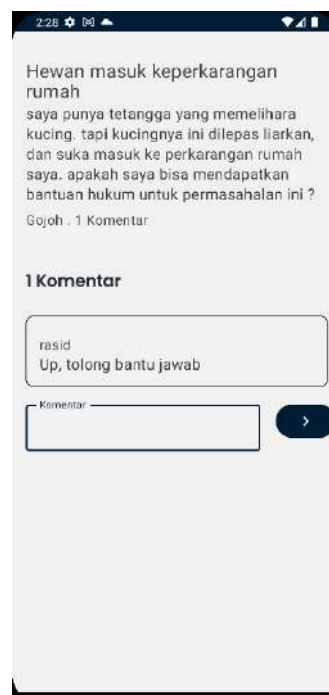 2:28
Hewan masuk keperkarangan
rumah
saya punya tetangga yang memelihara
kucing. tapi kucingnya ini dilepas liarkan,
dan suka masuk ke perkarangan rumah
saya. apakah saya bisa mendapatkan
bantuan hukum untuk permasahalan ini ?
Gojoh . 1 Komentar
1 Komentar
rasid
Up, tolong bantu jawab
Komentar